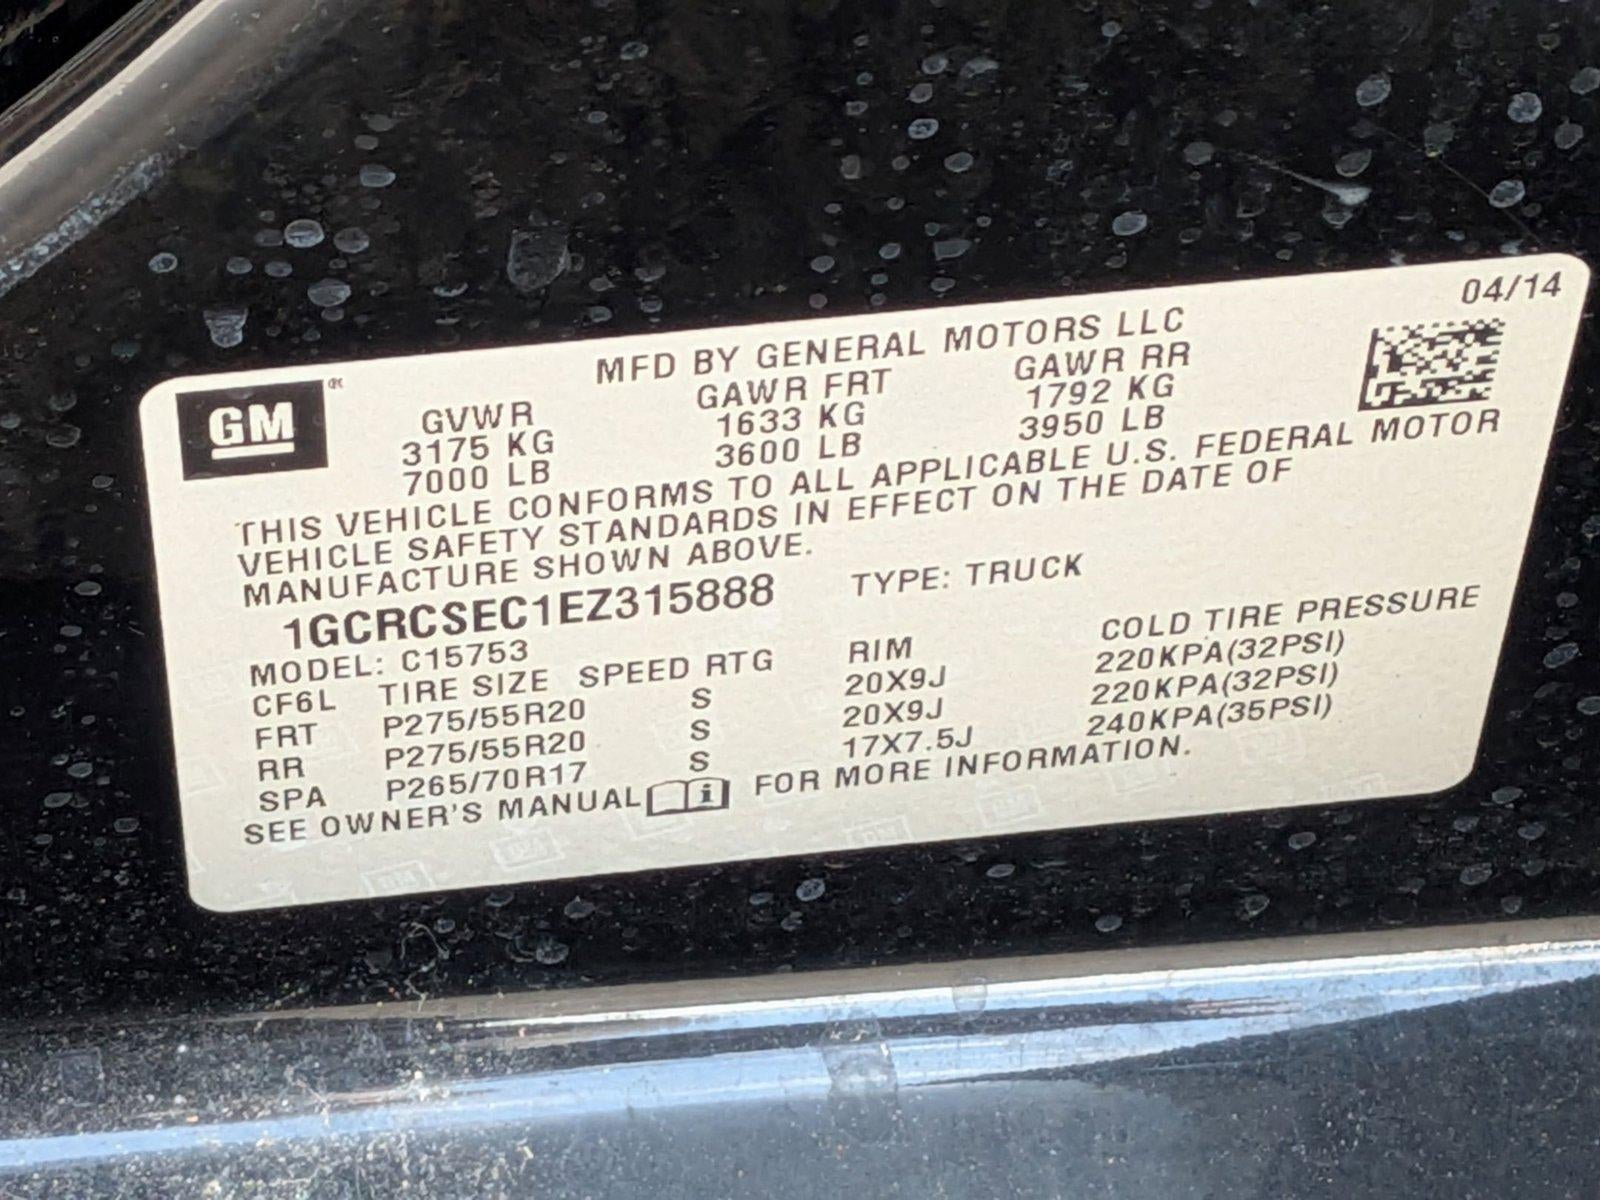 04/14
MFD BY GENERAL MOTORS LLC
GM ®
GVWR GAWR FRT GAWR RR
3175 KG 1633 KG 1792 KG
7000 LB 3600 LB 3950 LB
THIS VEHICLE CONFORMS TO ALL APPLICABLE U.S. FEDERAL MOTOR
VEHICLE SAFETY STANDARDS IN EFFECT ON THE DATE OF
MANUFACTURE SHOWN ABOVE.
1GCRCSEC1EZ315888 TYPE: TRUCK
MODEL: C15753
CF6L TIRE SIZE SPEED RTG RIM COLD TIRE PRESSURE
FRT P275/55R20 S 20X9J 220KPA(32PSI)
RR P275/55R20 S 20X9J 220KPA(32PSI)
SPA P265/70R17 S 17X7.5J 240KPA(35PSI)
SEE OWNER'S MANUAL i FOR MORE INFORMATION.